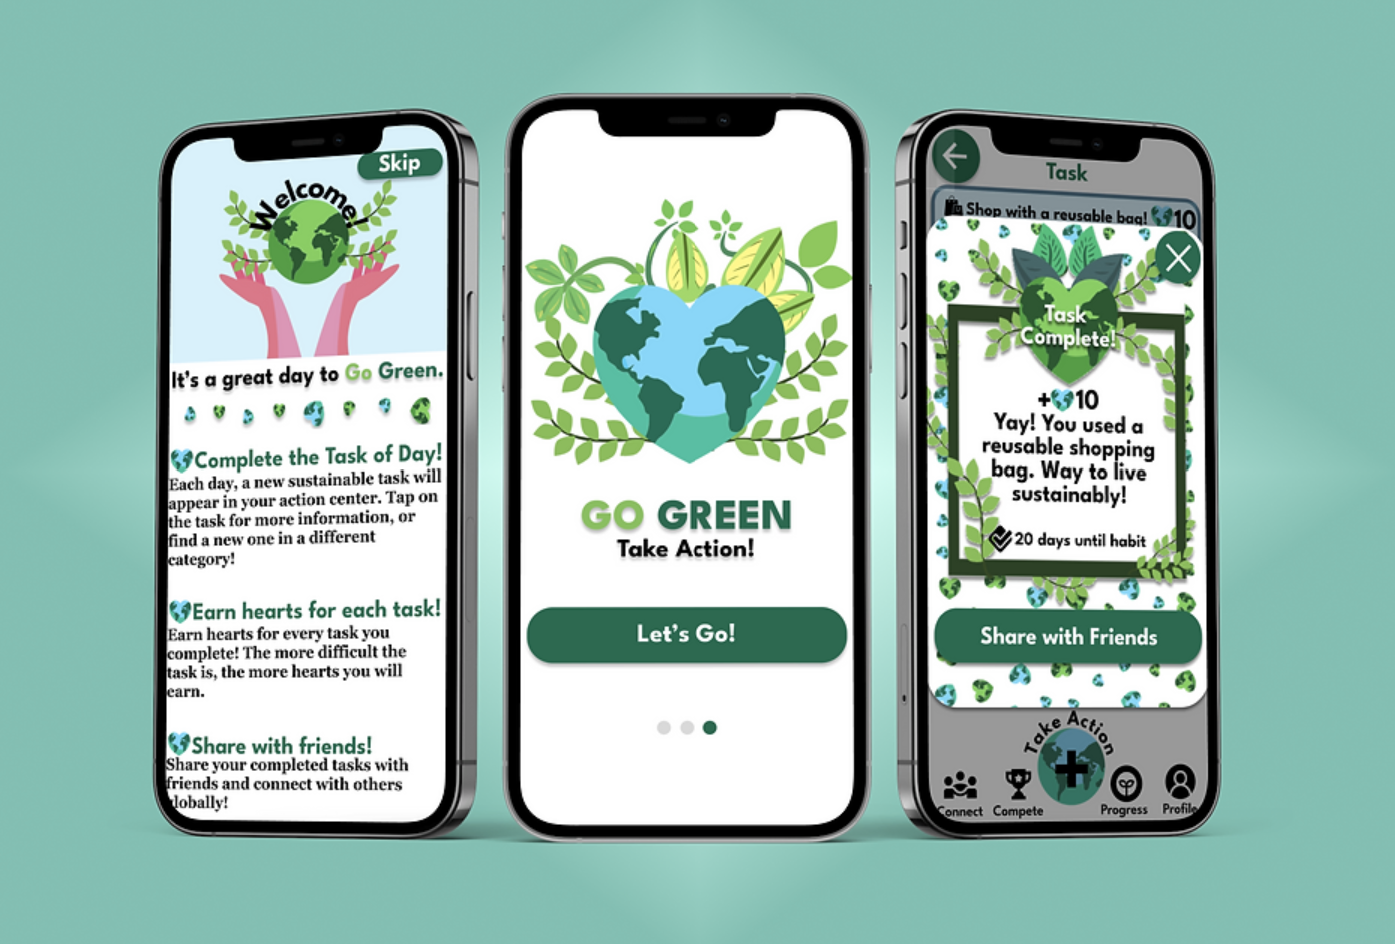 Skip
Welcome!
It's a great day to Go Green.
Complete the Task of Day!
Each day, a new sustainable task will
appear in your action center. Tap on
the task for more information, or
find a new one in a different
category!
Earn hearts for each task!
Earn hearts for every task you
complete! The more difficult the
task is, the more hearts you will
earn.
Share with friends!
Share your completed tasks with
friends and connect with others
globally!
GO GREEN
Take Action!
Let's Go!
Task
Shop with a reusable bag! 10
Task
Complete!
+10
Yay! You used a
reusable shopping
bag. Way to live
sustainably!
20 days until habit
Share with Friends
Take Action
Connect Compete Progress Profile